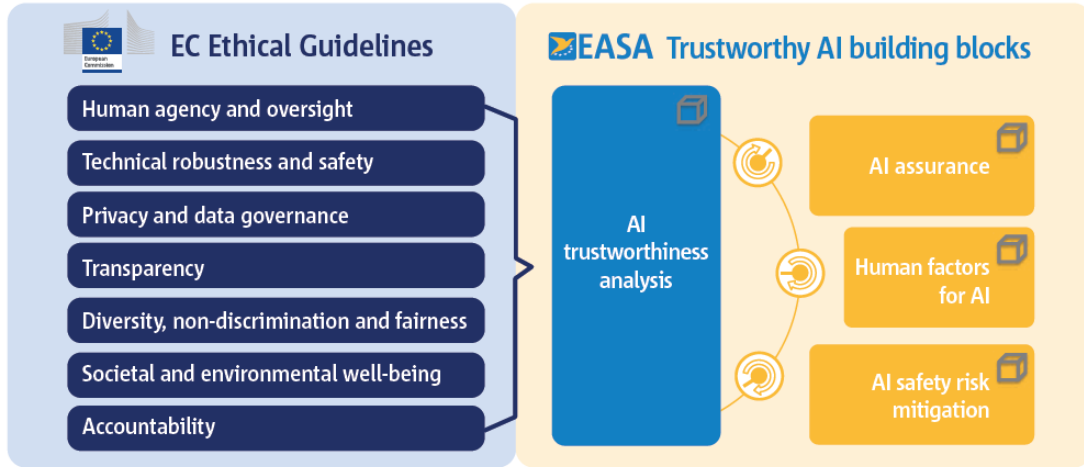 European
Commission
EC Ethical Guidelines
Human agency and oversight
Technical robustness and safety
Privacy and data governance
Transparency
Diversity, non-discrimination and fairness
Societal and environmental well-being
Accountability
EASA Trustworthy AI building blocks
AI
trustworthiness
analysis
AI assurance
Human factors
for AI
AI safety risk
mitigation